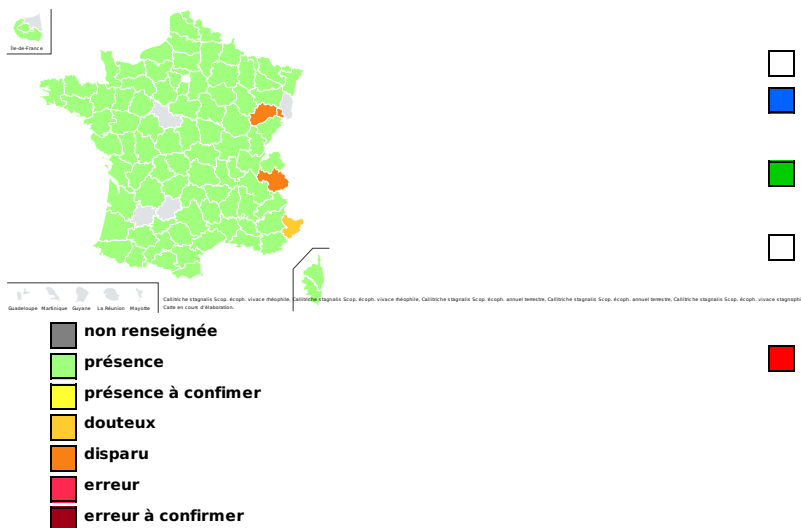 Île-de-France
Guadeloupe Martinique Guyane La Réunion Mayotte
Callitriche stagnalis Scop. écoph. vivace rhéophile, Callitriche stagnalis Scop. écoph. vivace rhéophile, Callitriche stagnalis Scop. écoph. annuel terrestre, Callitriche stagnalis Scop. écoph. annuel terrestre, Callitriche stagnalis Scop. écoph. vivace stagnophi
Carte en cours d'élaboration.
non renseignée
présence
présence à confimer
douteux
disparu
erreur
erreur à confirmer